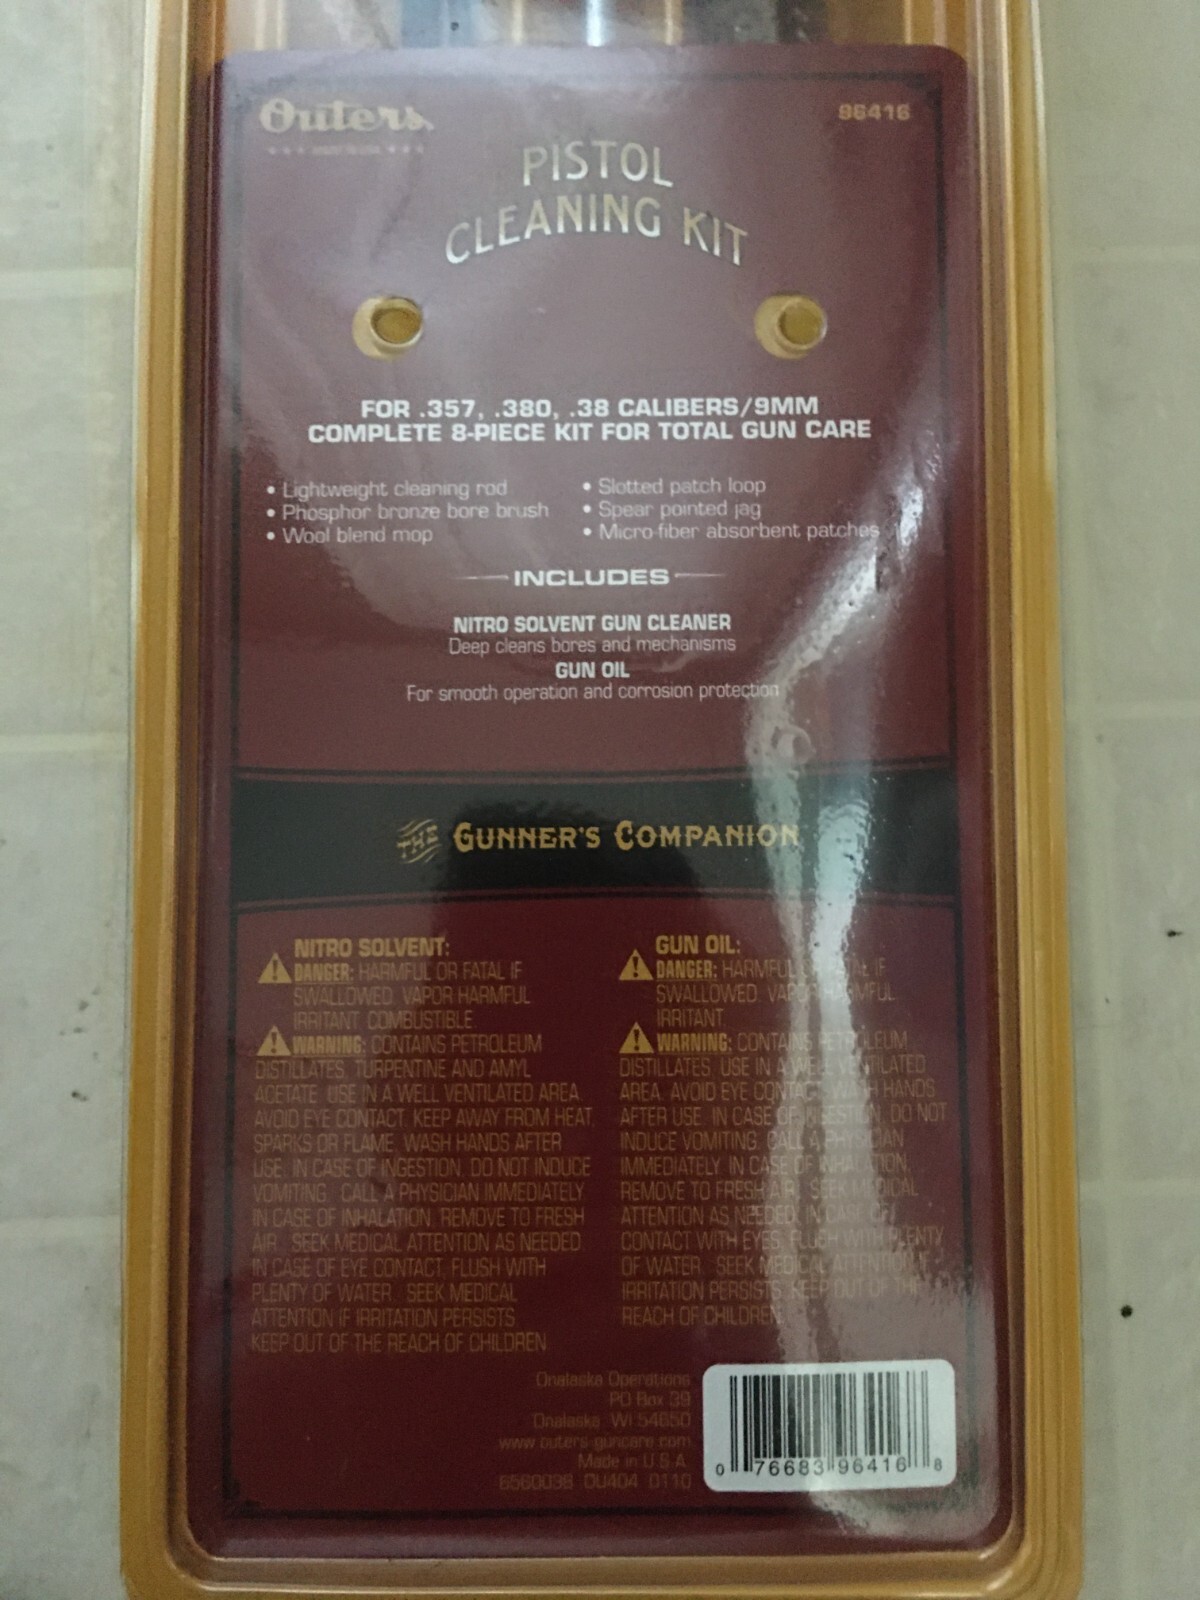 Outers
96416
PISTOL
CLEANING KIT
FOR .357, .380, .38 CALIBERS/9MM
COMPLETE 8-PIECE KIT FOR TOTAL GUN CARE
• Lightweight cleaning rod
• Phosphor bronze bore brush
• Wool blend mop
• Slotted patch loop
• Spear pointed jag
• Micro-fiber absorbent patches
INCLUDES
NITRO SOLVENT GUN CLEANER
Deep cleans bores and mechanisms
GUN OIL
For smooth operation and corrosion protection
THE GUNNER'S COMPANION
NITRO SOLVENT:
DANGER: HARMFUL OR FATAL IF
SWALLOWED. VAPOR HARMFUL.
IRRITANT. COMBUSTIBLE.
WARNING: CONTAINS PETROLEUM
DISTILLATES, TURPENTINE AND AMYL
ACETATE. USE IN A WELL VENTILATED AREA.
AVOID EYE CONTACT. KEEP AWAY FROM HEAT,
SPARKS OR FLAME. WASH HANDS AFTER
USE. IN CASE OF INGESTION, DO NOT INDUCE
VOMITING. CALL A PHYSICIAN IMMEDIATELY.
IN CASE OF INHALATION, REMOVE TO FRESH
AIR. SEEK MEDICAL ATTENTION AS NEEDED.
IN CASE OF EYE CONTACT, FLUSH WITH
PLENTY OF WATER. SEEK MEDICAL
ATTENTION IF IRRITATION PERSISTS.
KEEP OUT OF THE REACH OF CHILDREN.
GUN OIL:
DANGER: HARMFUL OR FATAL IF
SWALLOWED. VAPOR HARMFUL.
IRRITANT.
WARNING: CONTAINS PETROLEUM
DISTILLATES. USE IN A WELL VENTILATED
AREA. AVOID EYE CONTACT. WASH HANDS
AFTER USE. IN CASE OF INGESTION, DO NOT
INDUCE VOMITING. CALL A PHYSICIAN
IMMEDIATELY. IN CASE OF INHALATION,
REMOVE TO FRESH AIR. SEEK MEDICAL
ATTENTION AS NEEDED. IN CASE OF
CONTACT WITH EYES, FLUSH WITH PLENTY
OF WATER. SEEK MEDICAL ATTENTION IF
IRRITATION PERSISTS. KEEP OUT OF THE
REACH OF CHILDREN.
Onalaska Operations
PO Box 39
Onalaska, WI 54650
www.outers-guncare.com
Made in U.S.A.
6560098 OU404 0110
0 76683 96416 8